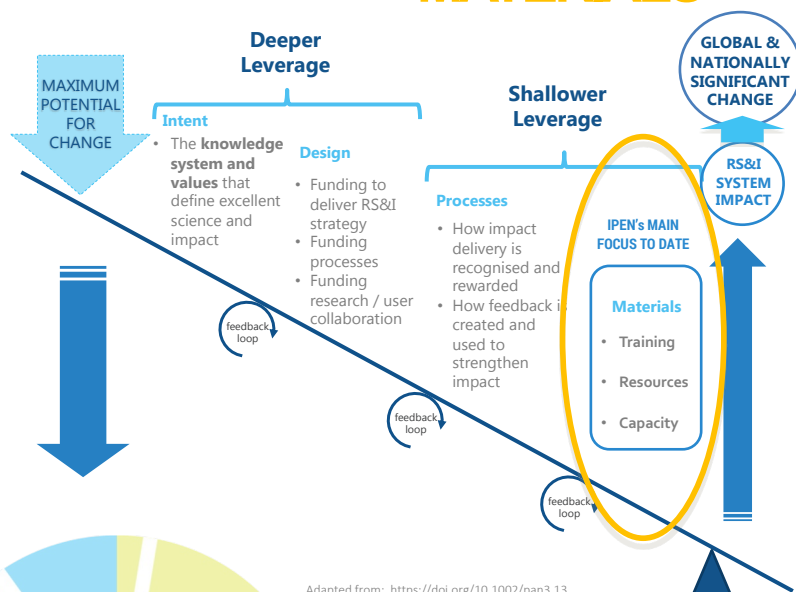 MATERIALS
Deeper
Leverage
GLOBAL &
NATIONALLY
SIGNIFICANT
CHANGE
MAXIMUM
POTENTIAL
FOR
CHANGE
Shallower
Leverage
Intent
• The knowledge
system and
values that
define excellent
science and
impact
Design
• Funding to
deliver RS&I
strategy
• Funding
processes
• Funding
research / user
collaboration
RS&I
SYSTEM
IMPACT
Processes
• How impact
delivery is
recognised and
rewarded
• How feedback is
created and
used to
strengthen
impact
IPEN's MAIN
FOCUS TO DATE
Materials
• Training
• Resources
• Capacity
feedback
loop
feedback
loop
feedback
loop
Adapted from: https://doi.org/10.1002/pan3.13